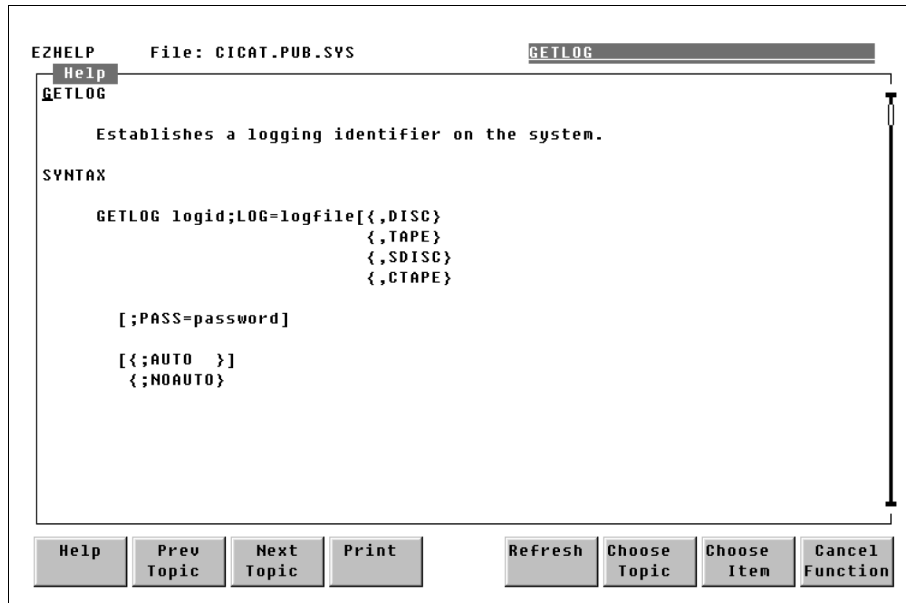 EZHELP File: CICAT.PUB.SYS GETLOG
Help
GETLOG
Establishes a logging identifier on the system.
SYNTAX
GETLOG logid;LOG=logfile[{,DISC}
{,TAPE}
{,SDISC}
{,CTAPE}
[;PASS=password]
[{;AUTO }]
{;NOAUTO}
Help Prev Topic Next Topic Print Refresh Choose Topic Choose Item Cancel Function